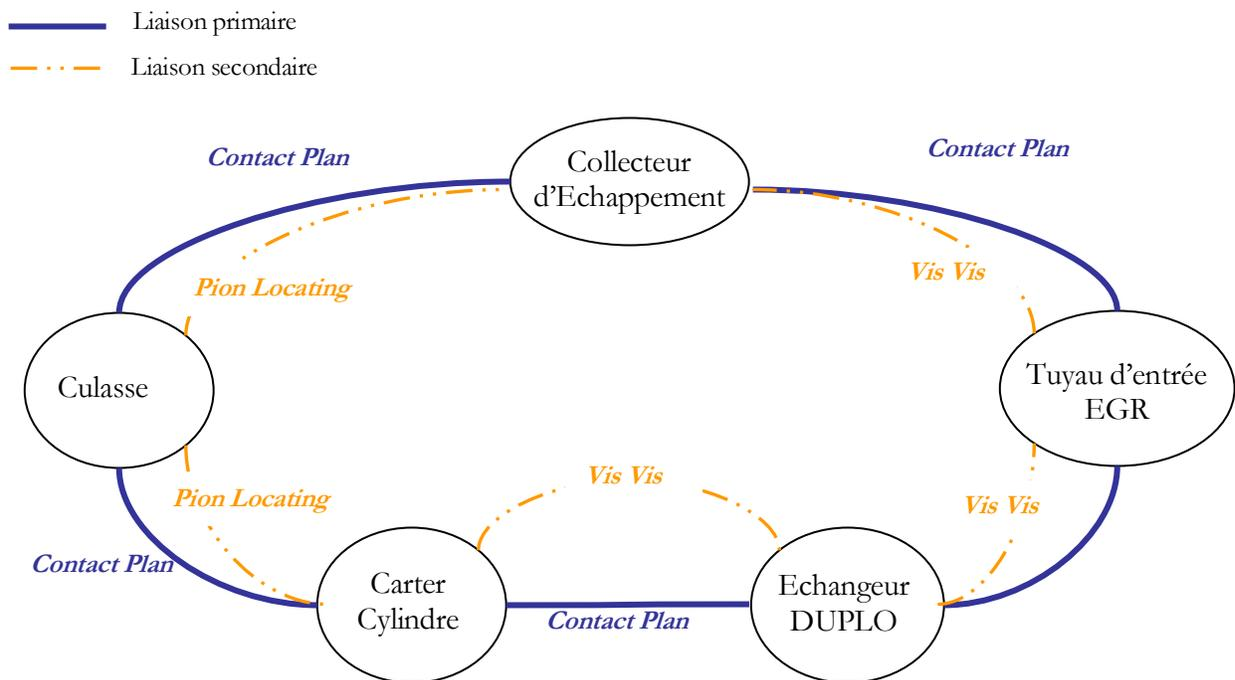 Liaison primaire
Liaison secondaire
Contact Plan
Collecteur
d'Echappement
Contact Plan
Pion Locating
Vis Vis
Culasse
Tuyau d'entrée
EGR
Pion Locating
Vis Vis
Vis Vis
Contact Plan
Carter
Cylindre
Contact Plan
Echangeur
DUPLO